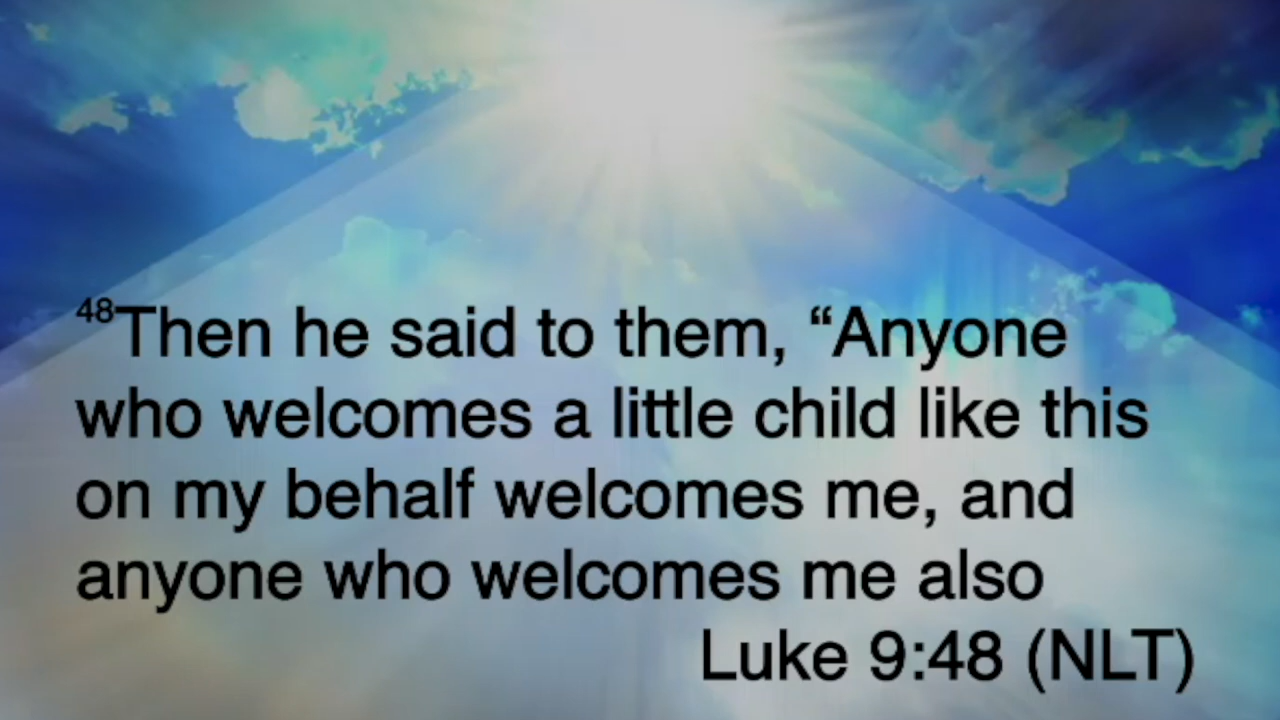 48Then he said to them, “Anyone
who welcomes a little child like this
on my behalf welcomes me, and
anyone who welcomes me also
Luke 9:48 (NLT)